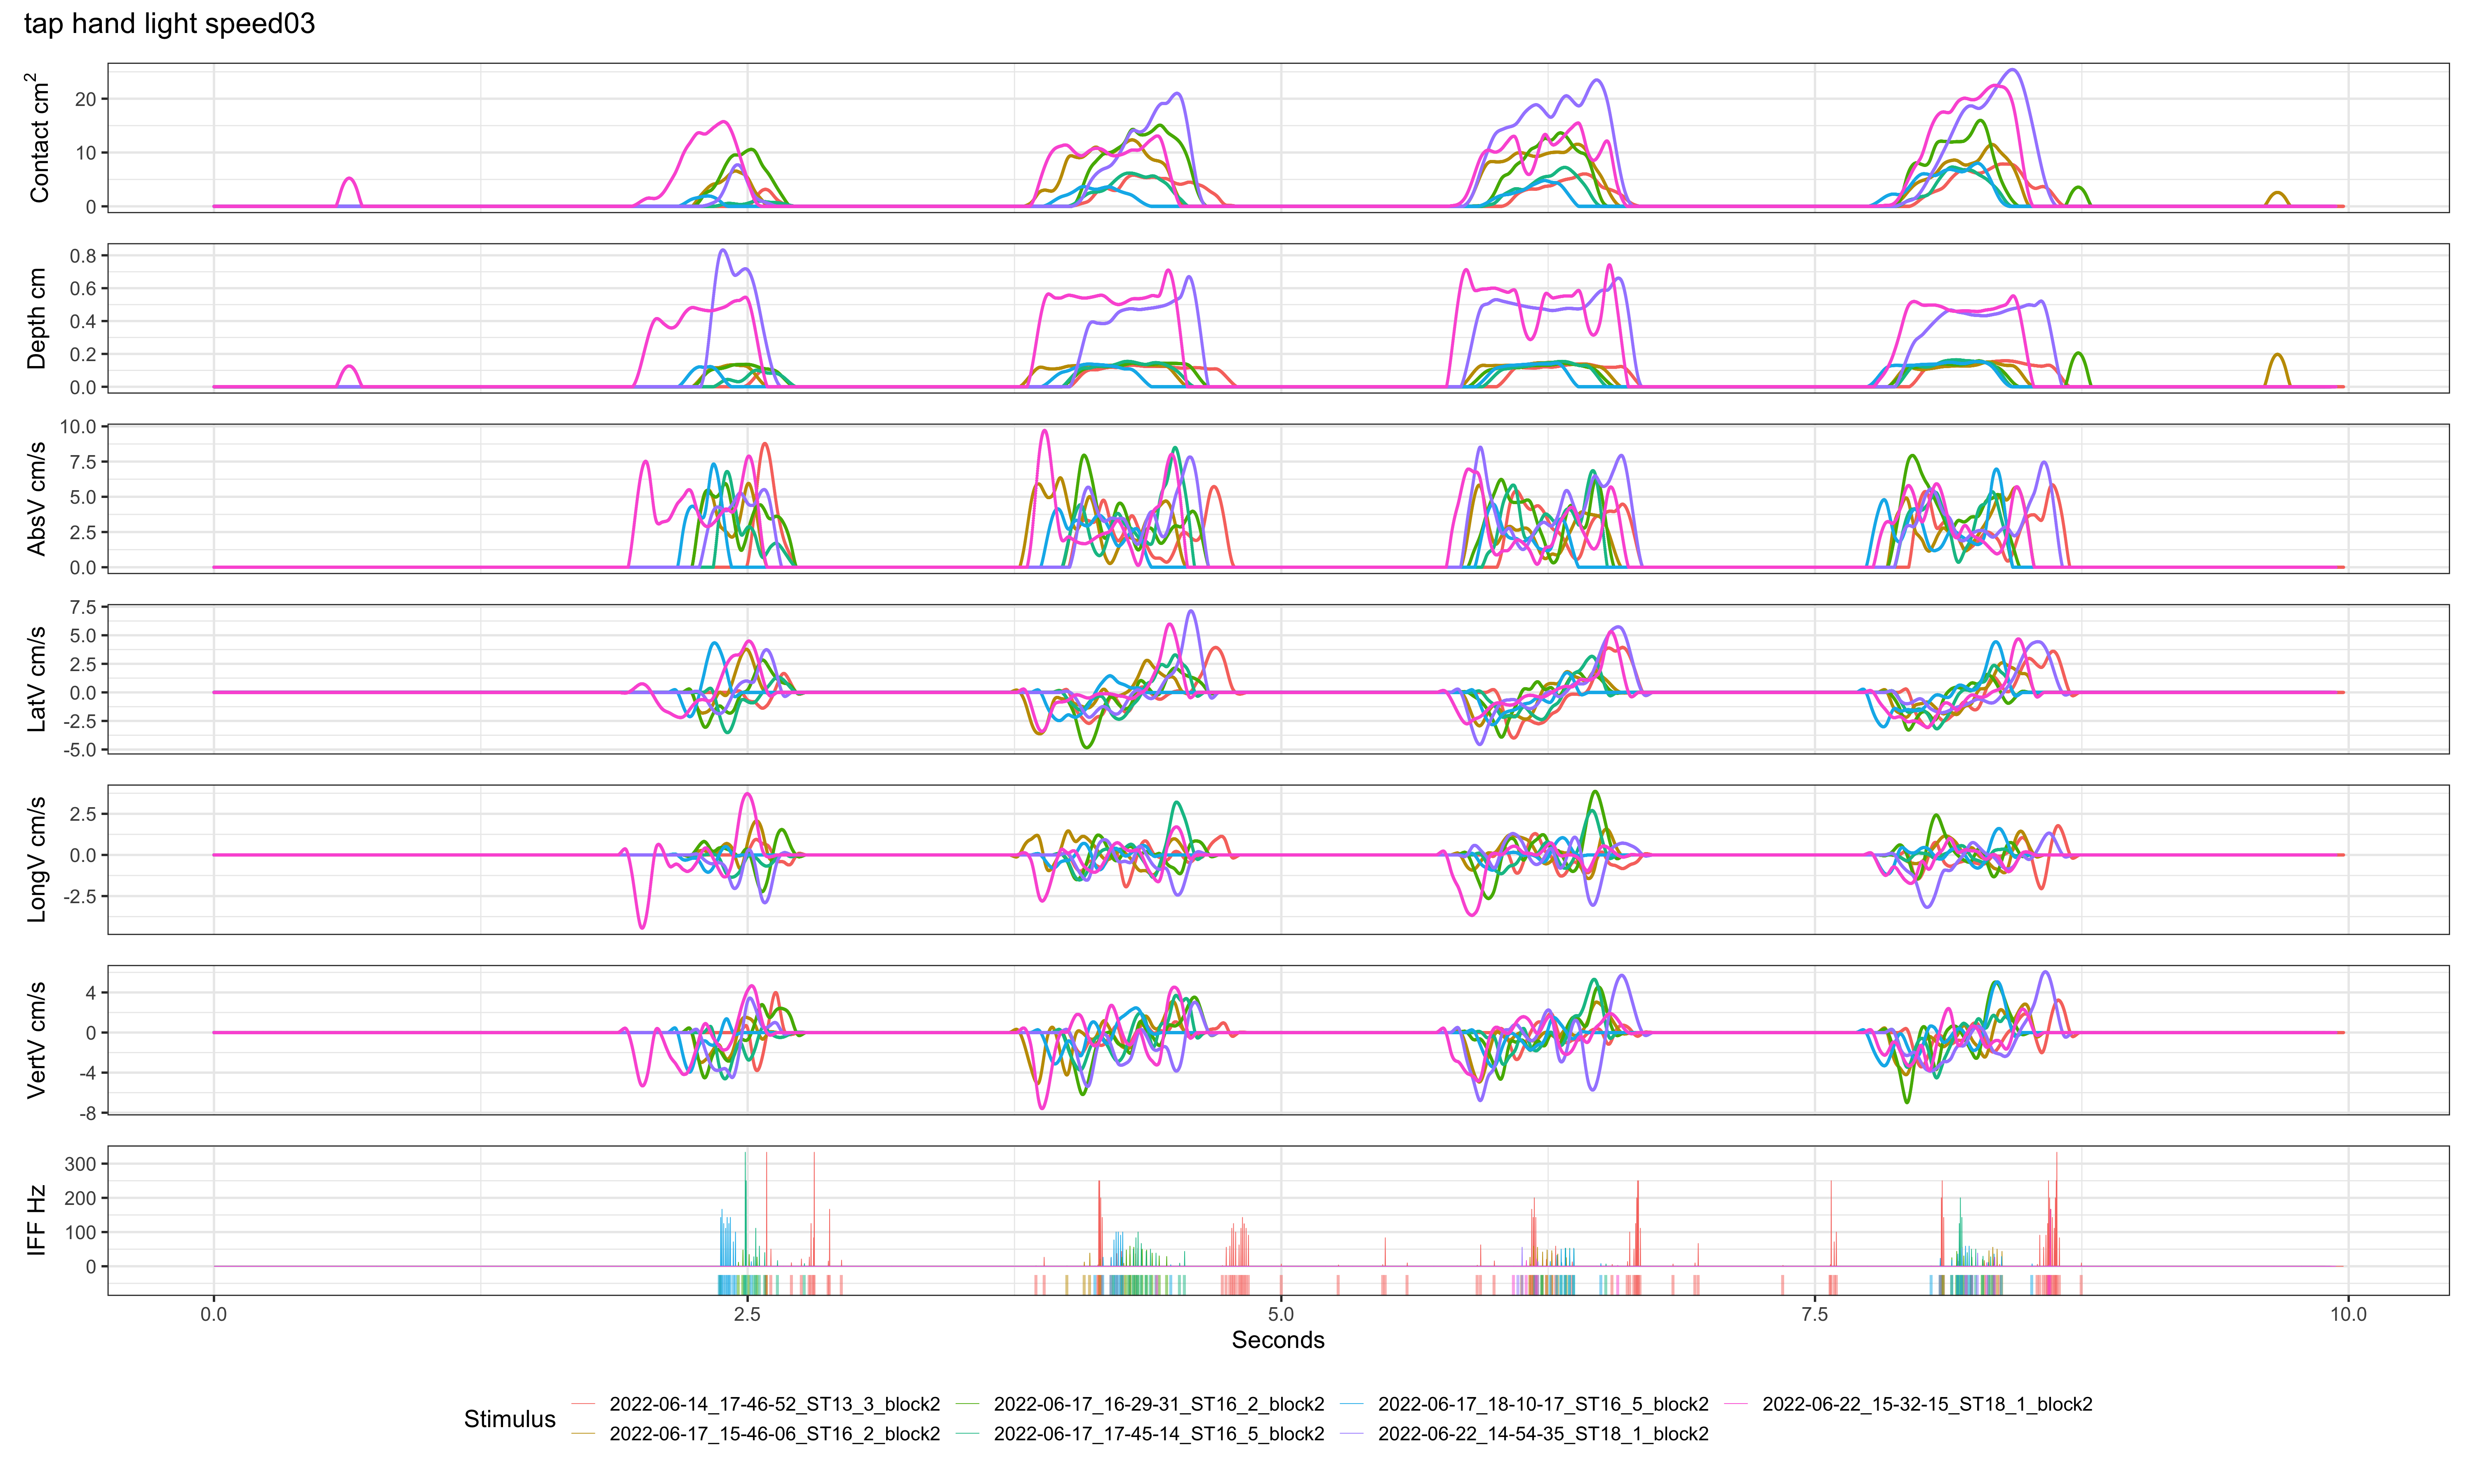 tap hand light speed03
Contact cm²
20
10
0
Depth cm
0.8
0.6
0.4
0.2
0.0
AbsV cm/s
10.0
7.5
5.0
2.5
0.0
LatV cm/s
7.5
5.0
2.5
0.0
-2.5
-5.0
LongV cm/s
2.5
0.0
-2.5
VertV cm/s
4
0
-4
-8
IFF Hz
300
200
100
0
0.0 2.5 5.0 7.5 10.0
Seconds
Stimulus
2022-06-14_17-46-52_ST13_3_block2 2022-06-17_16-29-31_ST16_2_block2 2022-06-17_18-10-17_ST16_5_block2 2022-06-22_15-32-15_ST18_1_block2
2022-06-17_15-46-06_ST16_2_block2 2022-06-17_17-45-14_ST16_5_block2 2022-06-22_14-54-35_ST18_1_block2